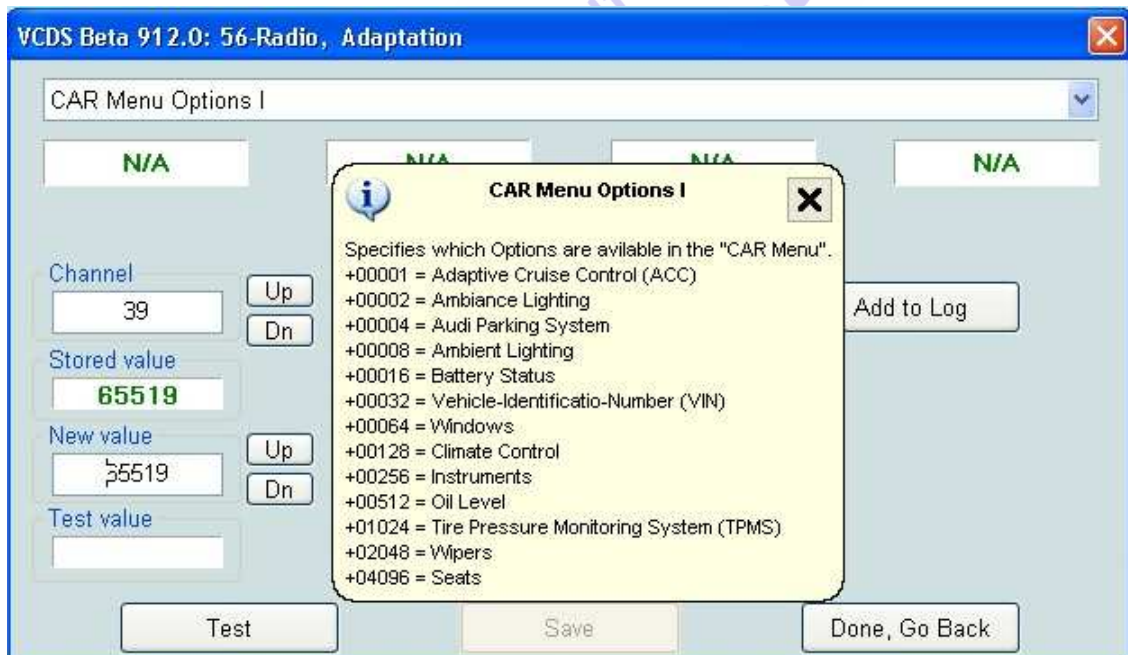 VCDS Beta 912.0: 56-Radio, Adaptation
CAR Menu Options I
N/A
N/A
N/A
N/A
CAR Menu Options I
Specifies which Options are avilable in the "CAR Menu".
+00001 = Adaptive Cruise Control (ACC)
+00002 = Ambiance Lighting
+00004 = Audi Parking System
+00008 = Ambient Lighting
+00016 = Battery Status
+00032 = Vehicle-Identificatio-Number (VIN)
+00064 = Windows
+00128 = Climate Control
+00256 = Instruments
+00512 = Oil Level
+01024 = Tire Pressure Monitoring System (TPMS)
+02048 = Wipers
+04096 = Seats
Channel
39
Up
Dn
Stored value
65519
New value
65519
Up
Dn
Test value
Add to Log
Test
Save
Done, Go Back